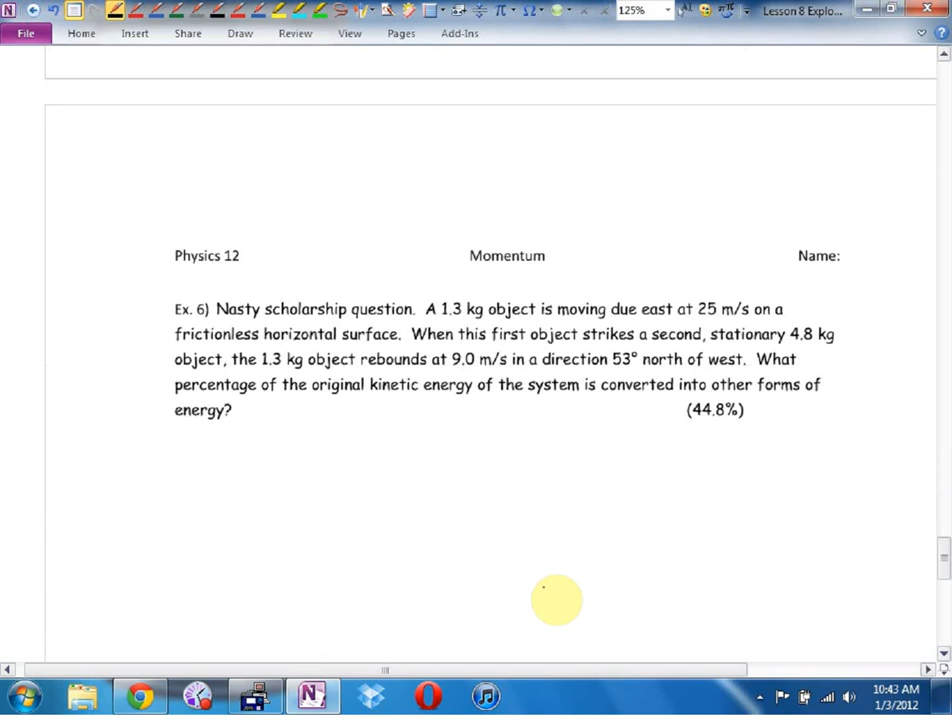 125%
Lesson 8 Explo...
File Home Insert Share Draw Review View Pages Add-Ins
Physics 12 Momentum Name:
Ex. 6) Nasty scholarship question. A 1.3 kg object is moving due east at 25 m/s on a
frictionless horizontal surface. When this first object strikes a second, stationary 4.8 kg
object, the 1.3 kg object rebounds at 9.0 m/s in a direction 53° north of west. What
percentage of the original kinetic energy of the system is converted into other forms of
energy? (44.8%)
10:43 AM
1/3/2012